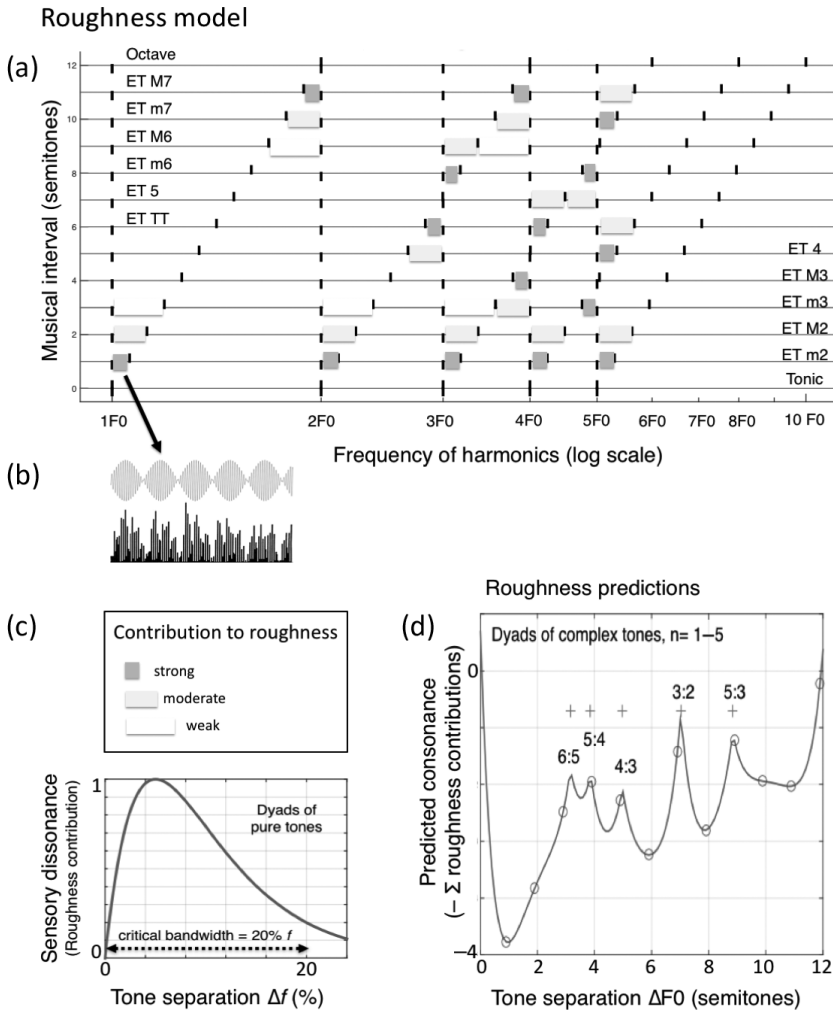 Roughness model
(a)
Musical interval (semitones)
12
10
8
6
4
2
0
Octave
ET M7
ET m7
ET M6
ET m6
ET 5
ET TT
ET 4
ET M3
ET m3
ET M2
ET m2
Tonic
1F0 2F0 3F0 4F0 5F0 6F0 7F0 8F0 10 F0
Frequency of harmonics (log scale)
(b)
(c)
Contribution to roughness
strong
moderate
weak
Sensory dissonance
(Roughness contribution)
1
0
Dyads of
pure tones
critical bandwidth = 20% f
0 20
Tone separation Δf (%)
Roughness predictions
(d)
Dyads of complex tones, n= 1–5
Predicted consonance
(– Σ roughness contributions)
0
–4
6:5
5:4
4:3
3:2
5:3
0 2 4 6 8 10 12
Tone separation ΔF0 (semitones)